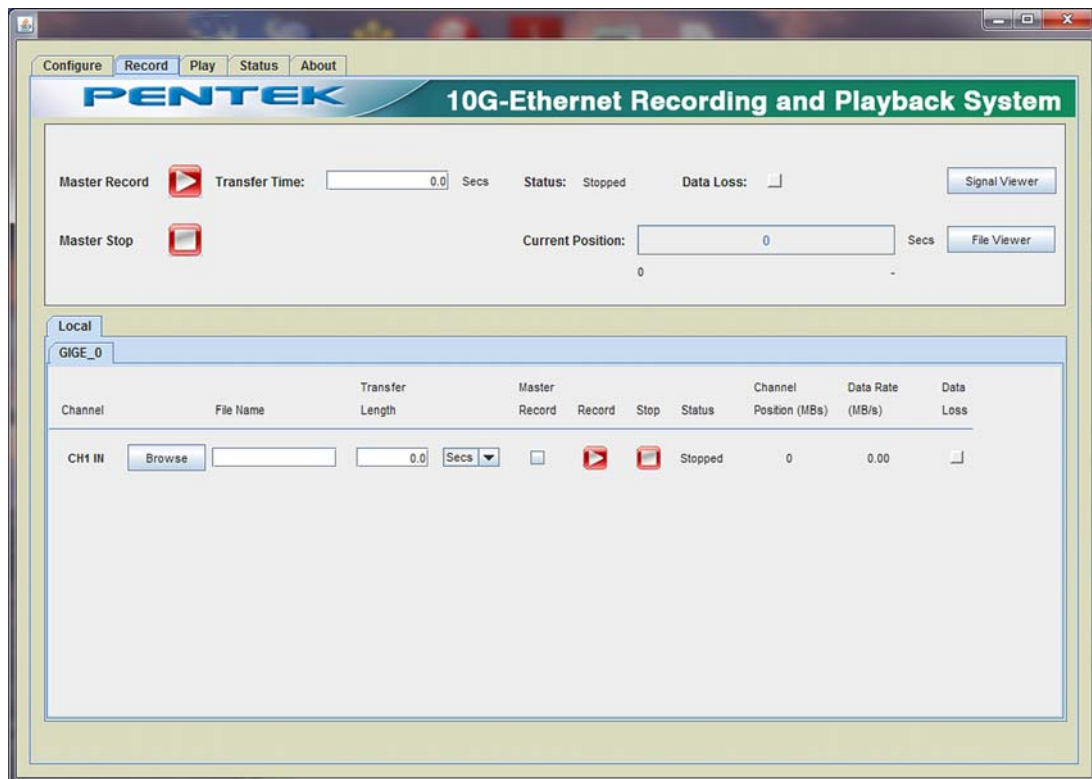 Configure Record Play Status About
PENTEK 10G-Ethernet Recording and Playback System
Master Record Transfer Time: 0.0 Secs Status: Stopped Data Loss: Signal Viewer
Master Stop Current Position: 0 Secs File Viewer
0 -
Local
GIGE_0
Channel File Name Transfer Length Master Record Record Stop Status Channel Position (MBs) Data Rate (MB/s) Data Loss
CH1 IN Browse 0.0 Secs Stopped 0 0.00